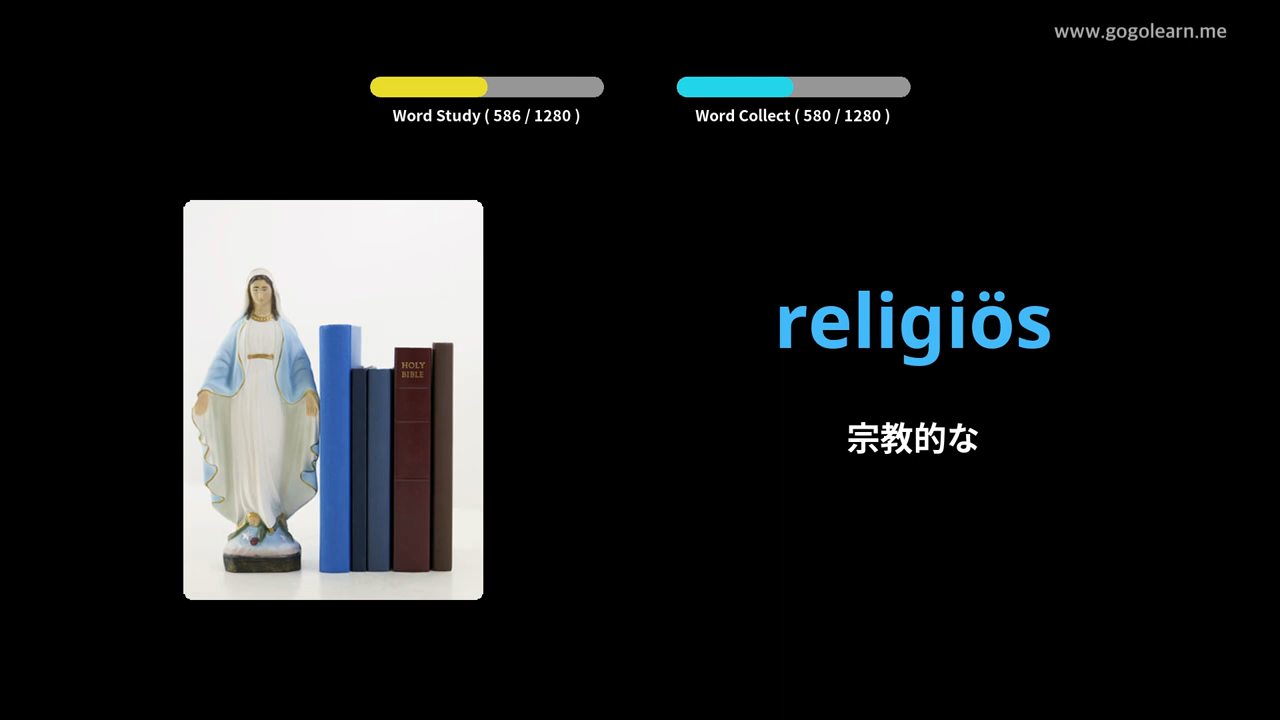 www.gogolearn.me
Word Study ( 586 / 1280 )
Word Collect ( 580 / 1280 )
HOLY
BIBLE
religiös
宗教的な